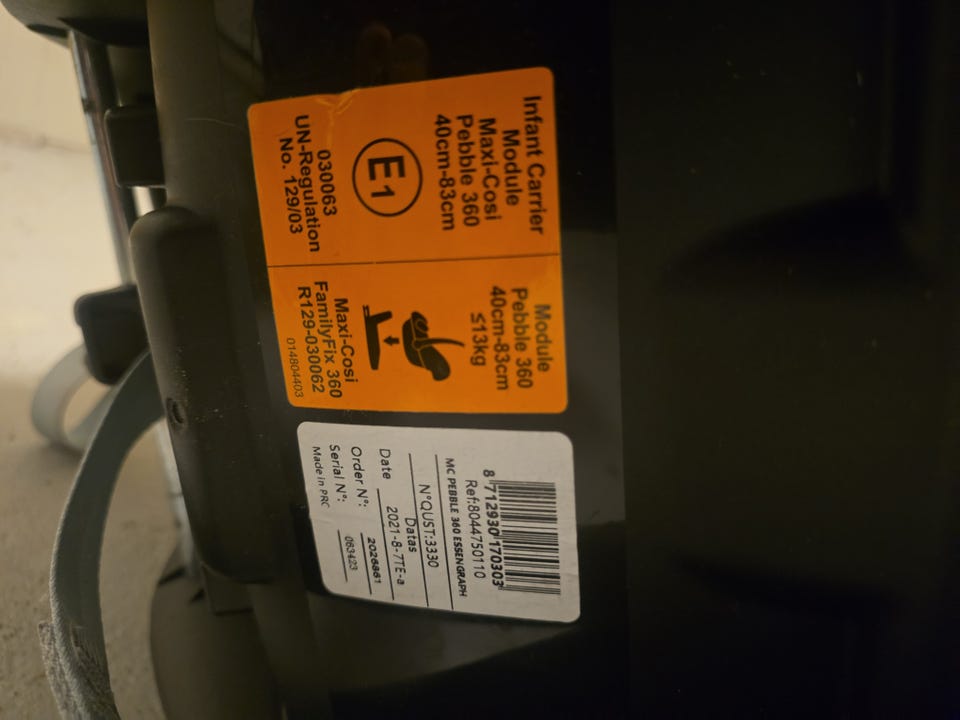 Infant Carrier
Module
Maxi-Cosi
Pebble 360
40cm-83cm
E1
030063
UN-Regulation
No. 129/03
Module
Pebble 360
40cm-83cm
≤13kg
Maxi-Cosi
FamilyFix 360
R129-030062
014804403
8 712930 170303
Ref:8044750110
MC PEBBLE 360 ESSENGRAPH
N°QUST:3330
Datas
Date 2021-8-7TE-a
Order N°: 2026861
Serial N°: 063423
Made in PRC